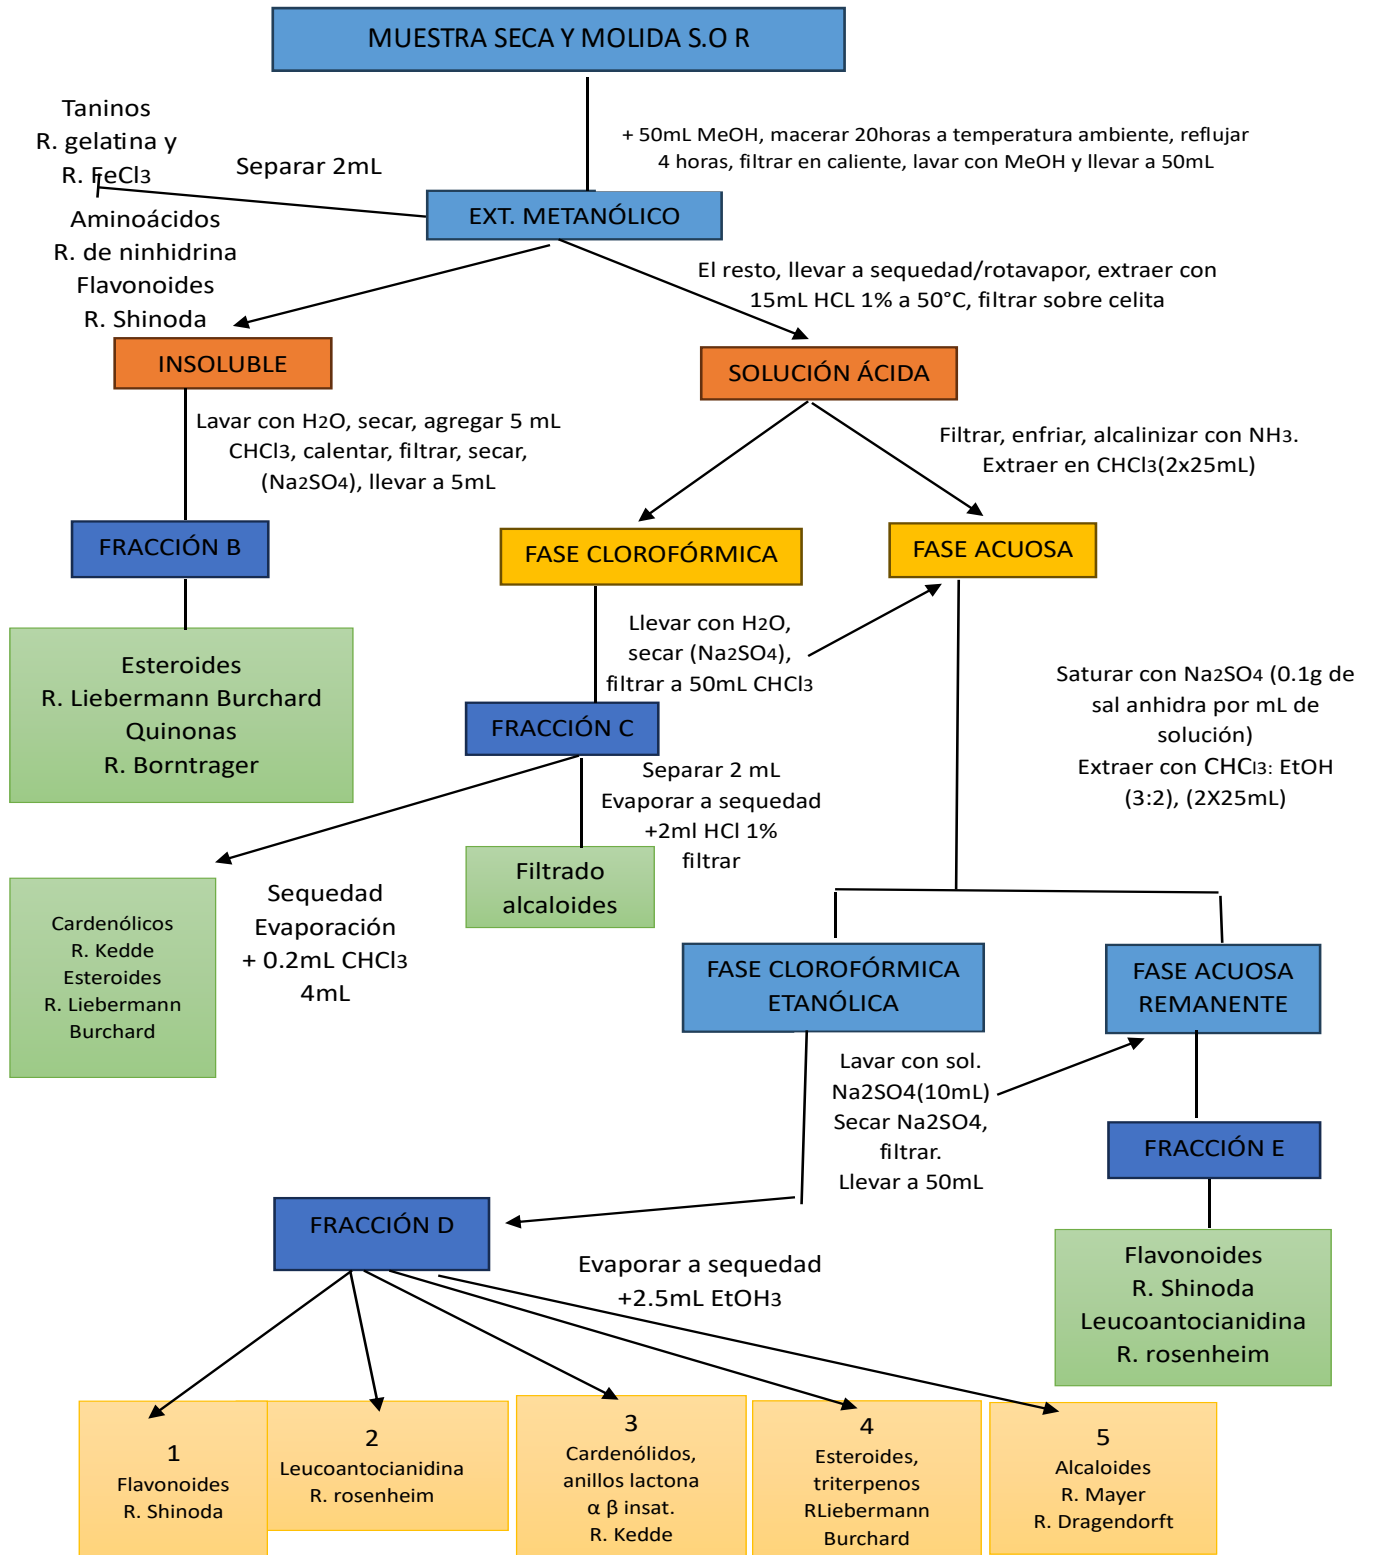 MUESTRA SECA Y MOLIDA S.O R
Taninos
R. gelatina y
R. FeCl3
Separar 2mL
+ 50mL MeOH, macerar 20horas a temperatura ambiente, reflujar
4 horas, filtrar en caliente, lavar con MeOH y llevar a 50mL
EXT. METANÓLICO
Aminoácidos
R. de ninhidrina
Flavonoides
R. Shinoda
El resto, llevar a sequedad/rotavapor, extraer con
15mL HCL 1% a 50°C, filtrar sobre celita
INSOLUBLE
SOLUCIÓN ÁCIDA
Lavar con H2O, secar, agregar 5 mL
CHCl3, calentar, filtrar, secar,
(Na2SO4), llevar a 5mL
Filtrar, enfriar, alcalinizar con NH3.
Extraer en CHCl3(2x25mL)
FRACCIÓN B
FASE CLOROFÓRMICA
FASE ACUOSA
Esteroides
R. Liebermann Burchard
Quinonas
R. Borntrager
Llevar con H2O,
secar (Na2SO4),
filtrar a 50mL CHCl3
Saturar con Na2SO4 (0.1g de
sal anhidra por mL de
solución)
Extraer con CHCl3: EtOH
(3:2), (2X25mL)
FRACCIÓN C
Separar 2 mL
Evaporar a sequedad
+2ml HCl 1%
filtrar
Filtrado
alcaloides
Sequedad
Evaporación
+ 0.2mL CHCl3
4mL
Cardenólicos
R. Kedde
Esteroides
R. Liebermann
Burchard
FASE CLOROFÓRMICA
ETANÓLICA
FASE ACUOSA
REMANENTE
Lavar con sol.
Na2SO4(10mL)
Secar Na2SO4,
filtrar.
Llevar a 50mL
FRACCIÓN E
FRACCIÓN D
Evaporar a sequedad
+2.5mL EtOH3
Flavonoides
R. Shinoda
Leucoantocianidina
R. rosenheim
1
Flavonoides
R. Shinoda
2
Leucoantocianidina
R. rosenheim
3
Cardenólidos,
anillos lactona
α β insat.
R. Kedde
4
Esteroides,
triterpenos
RLiebermann
Burchard
5
Alcaloides
R. Mayer
R. Dragendorft